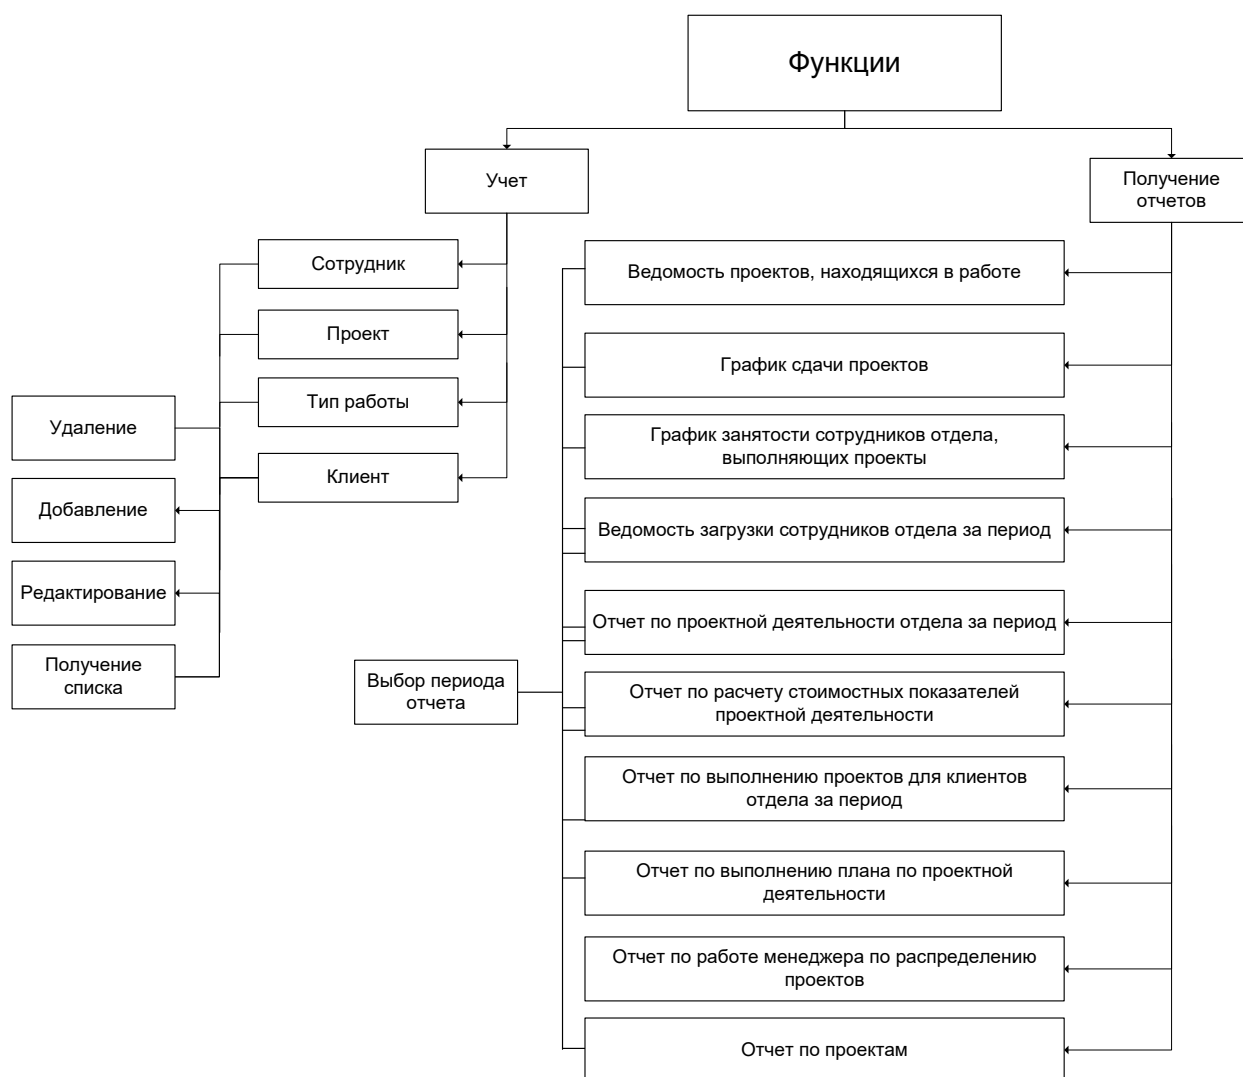 Функции
Учет
Получение
отчетов
Сотрудник
Проект
Тип работы
Клиент
Удаление
Добавление
Редактирование
Получение
списка
Выбор периода
отчета
Ведомость проектов, находящихся в работе
График сдачи проектов
График занятости сотрудников отдела,
выполняющих проекты
Ведомость загрузки сотрудников отдела за период
Отчет по проектной деятельности отдела за период
Отчет по расчету стоимостных показателей
проектной деятельности
Отчет по выполнению проектов для клиентов
отдела за период
Отчет по выполнению плана по проектной
деятельности
Отчет по работе менеджера по распределению
проектов
Отчет по проектам